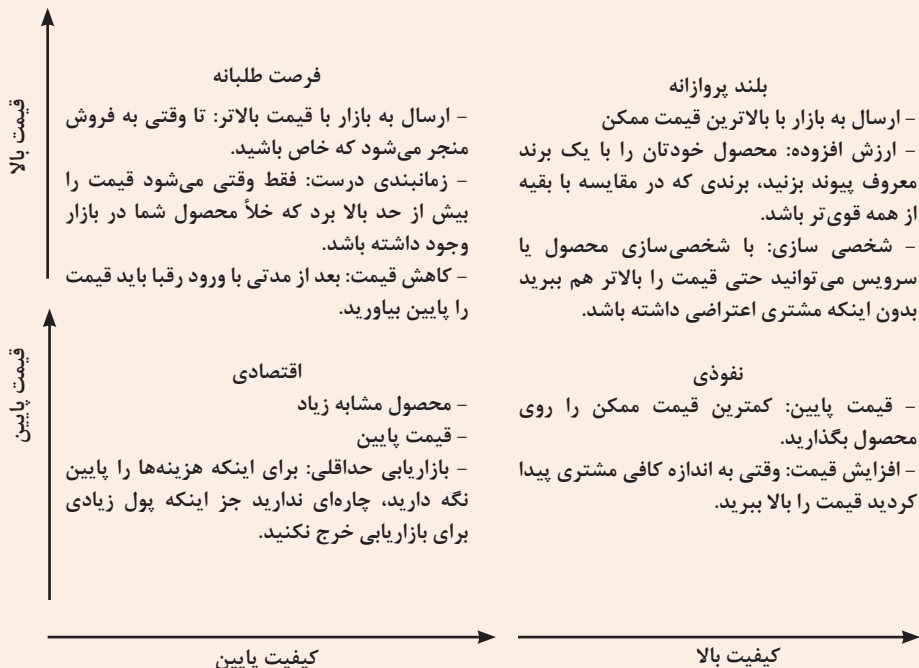 قیمت بالا
بلند پروازانه
– ارسال به بازار با بالاترین قیمت ممکن
– ارزش افزوده: محصول خودتان را با یک برند
معروف پیوند بزنید، برندی که در مقایسه با بقیه
از همه قوی‌تر باشد.
– شخصی سازی: با شخصی‌سازی محصول یا
سرویس می‌توانید حتی قیمت را بالاتر هم ببرید
بدون اینکه مشتری اعتراضی داشته باشد.
فرصت طلبانه
– ارسال به بازار با قیمت بالاتر: تا وقتی به فروش
منجر می‌شود که خاص باشید.
– زمانبندی درست: فقط وقتی می‌شود قیمت را
بیش از حد بالا برد که خلأ محصول شما در بازار
وجود داشته باشد.
– کاهش قیمت: بعد از مدتی با ورود رقبا باید قیمت
را پایین بیاورید.
قیمت پایین
نفوذی
– قیمت پایین: کمترین قیمت ممکن را روی
محصول بگذارید.
– افزایش قیمت: وقتی به اندازه کافی مشتری پیدا
کردید قیمت را بالا ببرید.
اقتصادی
– محصول مشابه زیاد
– قیمت پایین
– بازاریابی حداقلی: برای اینکه هزینه‌ها را پایین
نگه دارید، چاره‌ای ندارید جز اینکه پول زیادی
برای بازاریابی خرج نکنید.
کیفیت بالا
کیفیت پایین